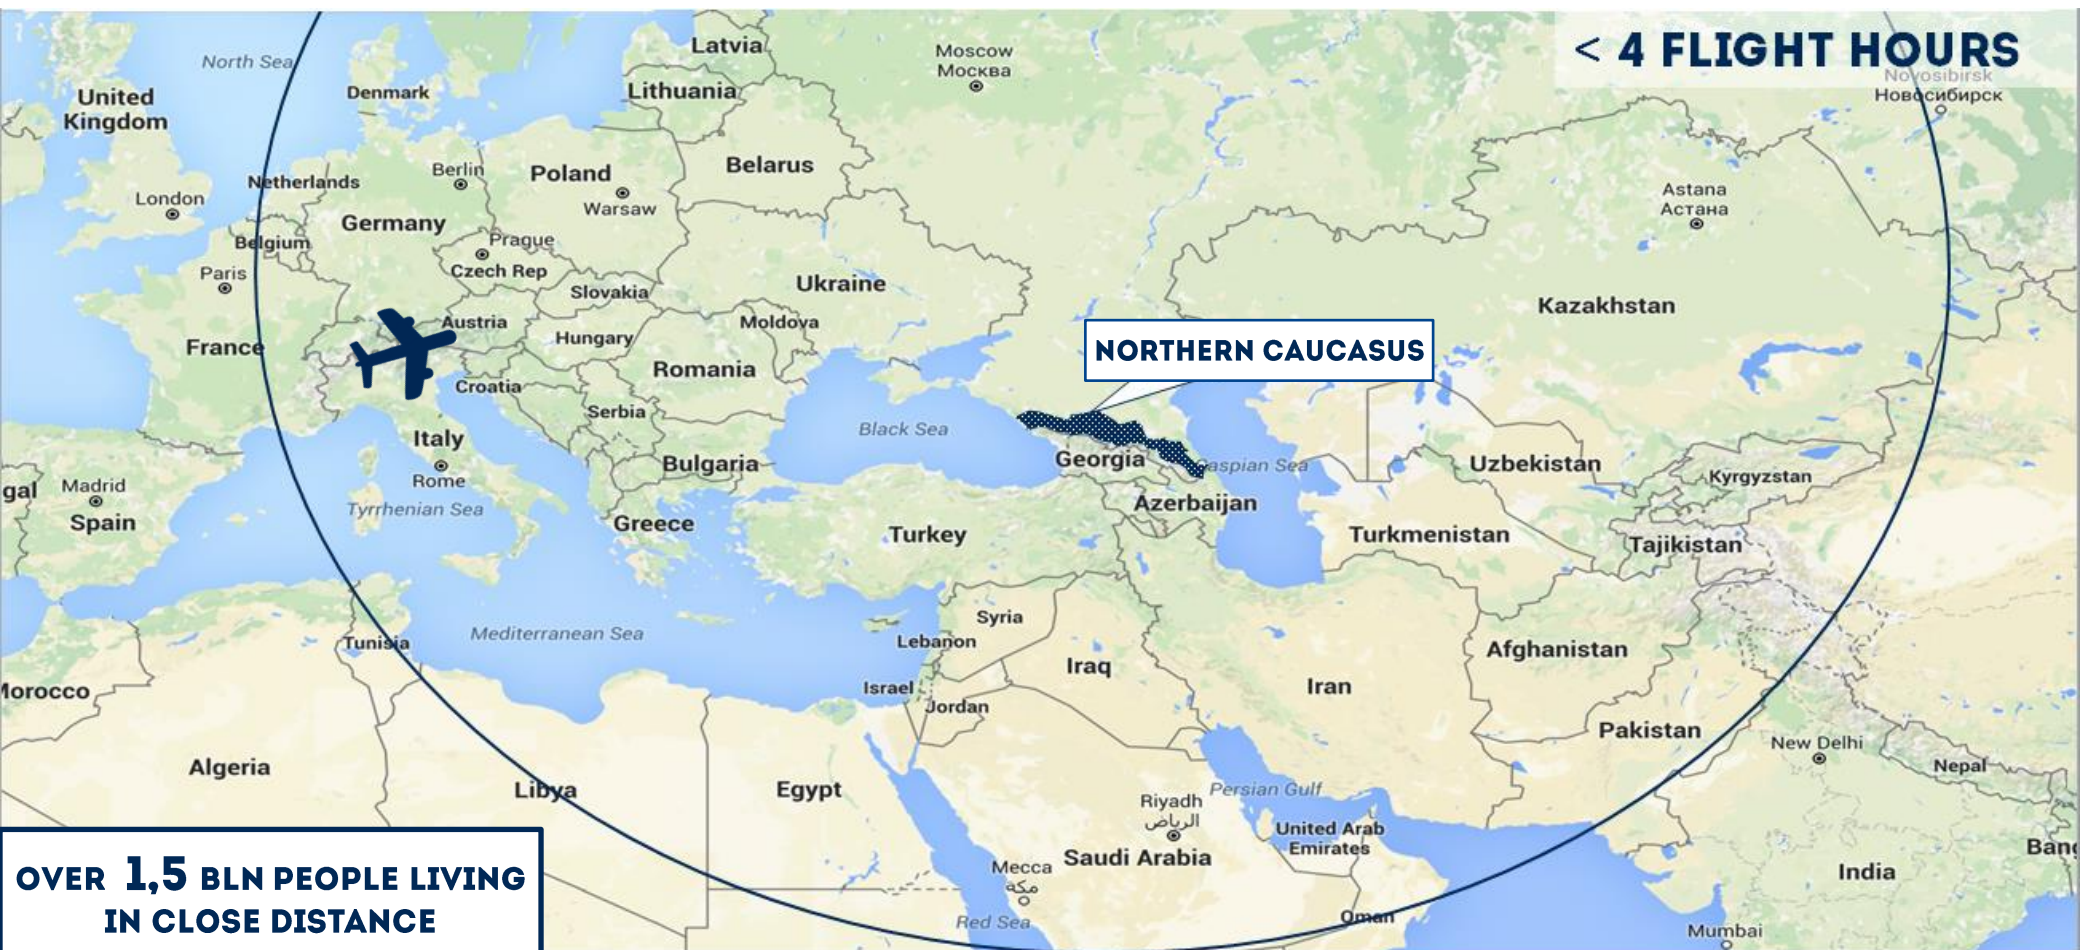 < 4 FLIGHT HOURS
North Sea
Latvia
Moscow
Москва
Novosibirsk
Новосибирск
United
Kingdom
Denmark
Lithuania
Belarus
Netherlands
Berlin
Poland
Warsaw
London
Germany
Astana
Астана
Belgium
Prague
Czech Rep
Paris
Slovakia
Ukraine
Kazakhstan
Austria
Hungary
Moldova
France
NORTHERN CAUCASUS
Romania
Croatia
Serbia
Black Sea
Italy
Rome
Bulgaria
Georgia
Caspian Sea
Uzbekistan
Kyrgyzstan
gal
Madrid
Spain
Tyrrhenian Sea
Greece
Azerbaijan
Turkey
Turkmenistan
Tajikistan
Syria
Mediterranean Sea
Tunisia
Lebanon
Afghanistan
Iraq
Morocco
Israel
Iran
Jordan
Pakistan
New Delhi
Nepal
Algeria
Libya
Egypt
Persian Gulf
Riyadh
الرياض
United Arab
Emirates
Saudi Arabia
Mecca
مكة
Bang
India
Red Sea
Oman
Mumbai
OVER 1,5 BLN PEOPLE LIVING
IN CLOSE DISTANCE